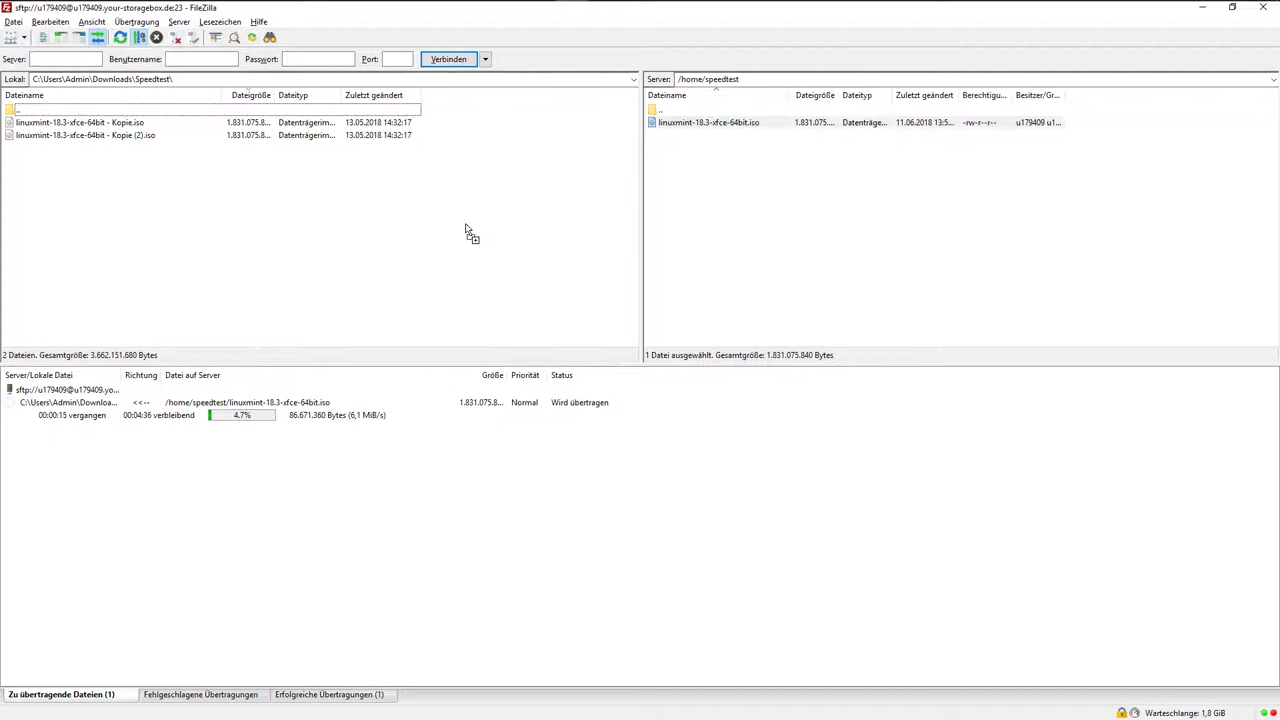 sftp://u179409@u179409.your-storagebox.de:23 - FileZilla
Datei Bearbeiten Ansicht Übertragung Server Lesezeichen Hilfe
Server: Benutzername: Passwort: Port: Verbinden
Lokal: C:\Users\Admin\Downloads\Speedtest\
Dateiname Dateigröße Dateityp Zuletzt geändert
..
linuxmint-18.3-xfce-64bit - Kopie.iso 1.831.075.8... Datenträgerim... 13.05.2018 14:32:17
linuxmint-18.3-xfce-64bit - Kopie (2).iso 1.831.075.8... Datenträgerim... 13.05.2018 14:32:17
2 Dateien. Gesamtgröße: 3.662.151.680 Bytes
Server: /home/speedtest
Dateiname Dateigröße Dateityp Zuletzt geändert Berechtigu... Besitzer/Gr...
..
linuxmint-18.3-xfce-64bit.iso 1.831.075.... Datenträge... 11.06.2018 13:5... -rw-r--r-- u179409 u1...
1 Datei ausgewählt. Gesamtgröße: 1.831.075.840 Bytes
Server/Lokale Datei Richtung Datei auf Server Größe Priorität Status
sftp://u179409@u179409.yo...
C:\Users\Admin\Downloa... <<-- /home/speedtest/linuxmint-18.3-xfce-64bit.iso 1.831.075.8... Normal Wird übertragen
00:00:15 vergangen 00:04:36 verbleibend 4.7% 86.671.360 Bytes (6,1 MiB/s)
Zu übertragende Dateien (1) Fehlgeschlagene Übertragungen Erfolgreiche Übertragungen (1)
Warteschlange: 1,8 GiB